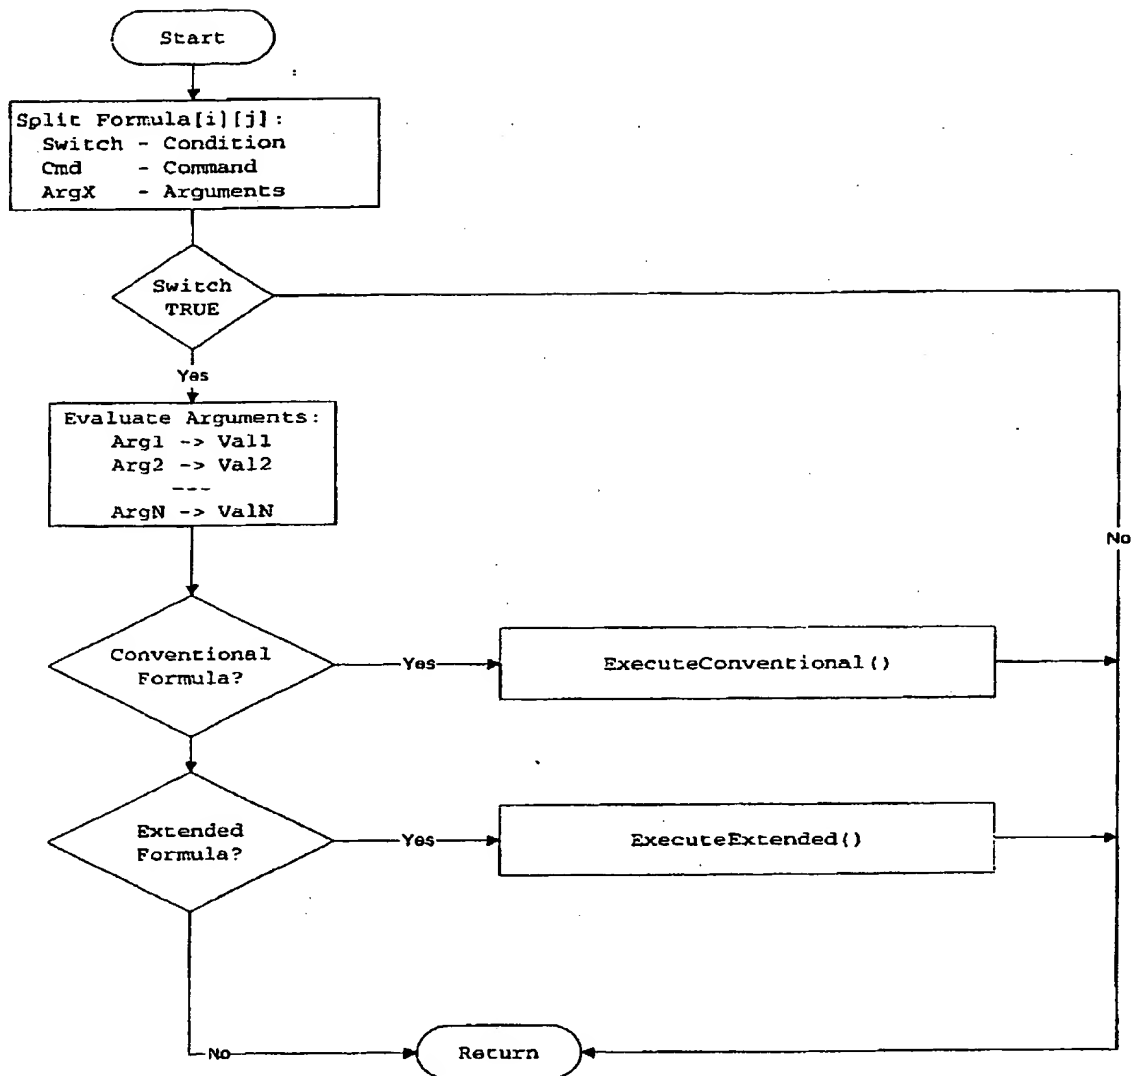 Start
Split Formula[i][j]:
Switch - Condition
Cmd - Command
ArgX - Arguments
Switch
TRUE
Yes
Evaluate Arguments:
Arg1 -> Val1
Arg2 -> Val2
---
ArgN -> ValN
No
Conventional
Formula?
Yes
ExecuteConventional()
Extended
Formula?
Yes
ExecuteExtended()
No
Return